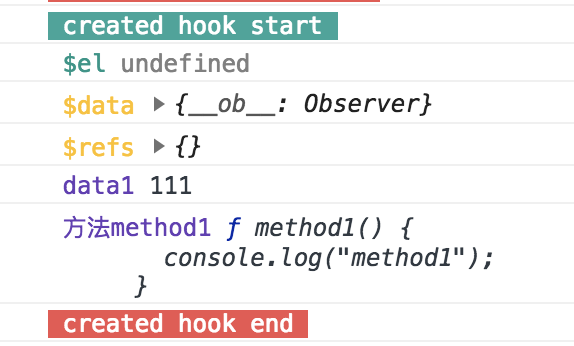 created hook start
$el undefined
$data ▶ {__ob__: Observer}
$refs ▶ {}
data1 111
方法method1 ƒ method1() {
console.log("method1");
}
created hook end